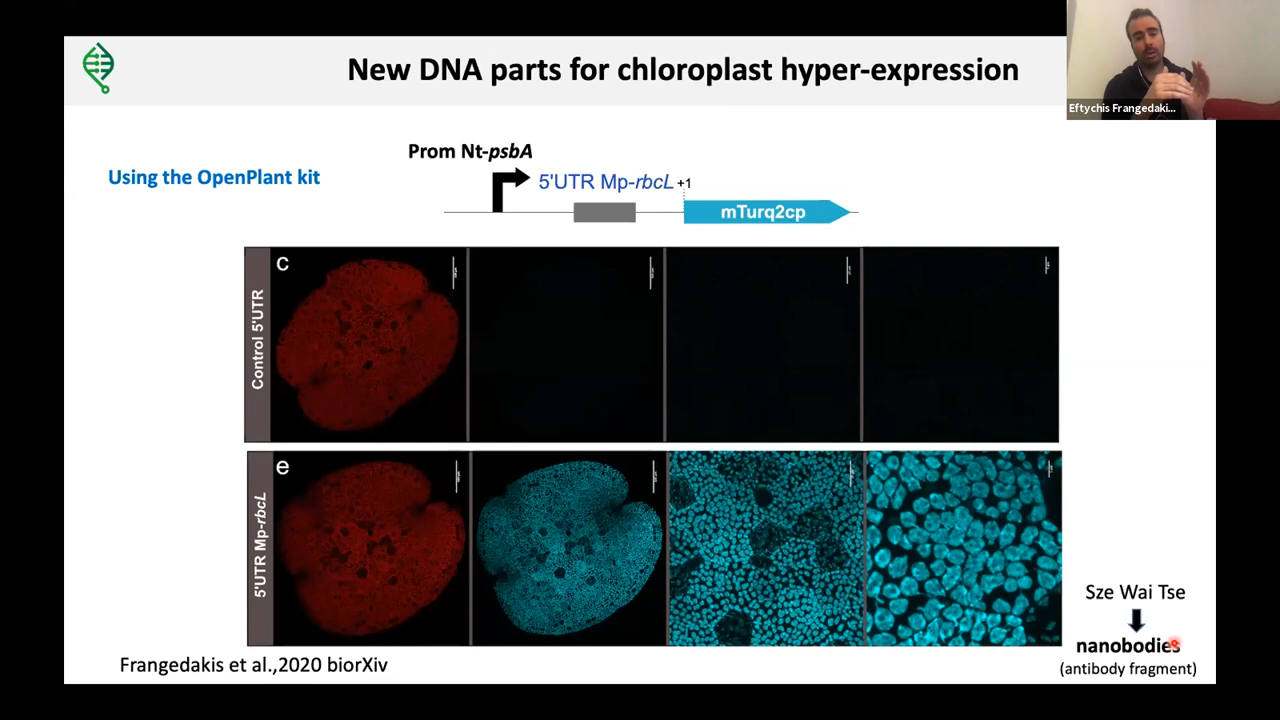 New DNA parts for chloroplast hyper-expression
Eftychis Frangedaki...
Using the OpenPlant kit
Prom Nt-psbA
5'UTR Mp-rbcL +1
mTurq2cp
Control 5'UTR
c
5'UTR Mp-rbcL
e
Sze Wai Tse
nanobodies
(antibody fragment)
Frangedakis et al.,2020 biorXiv